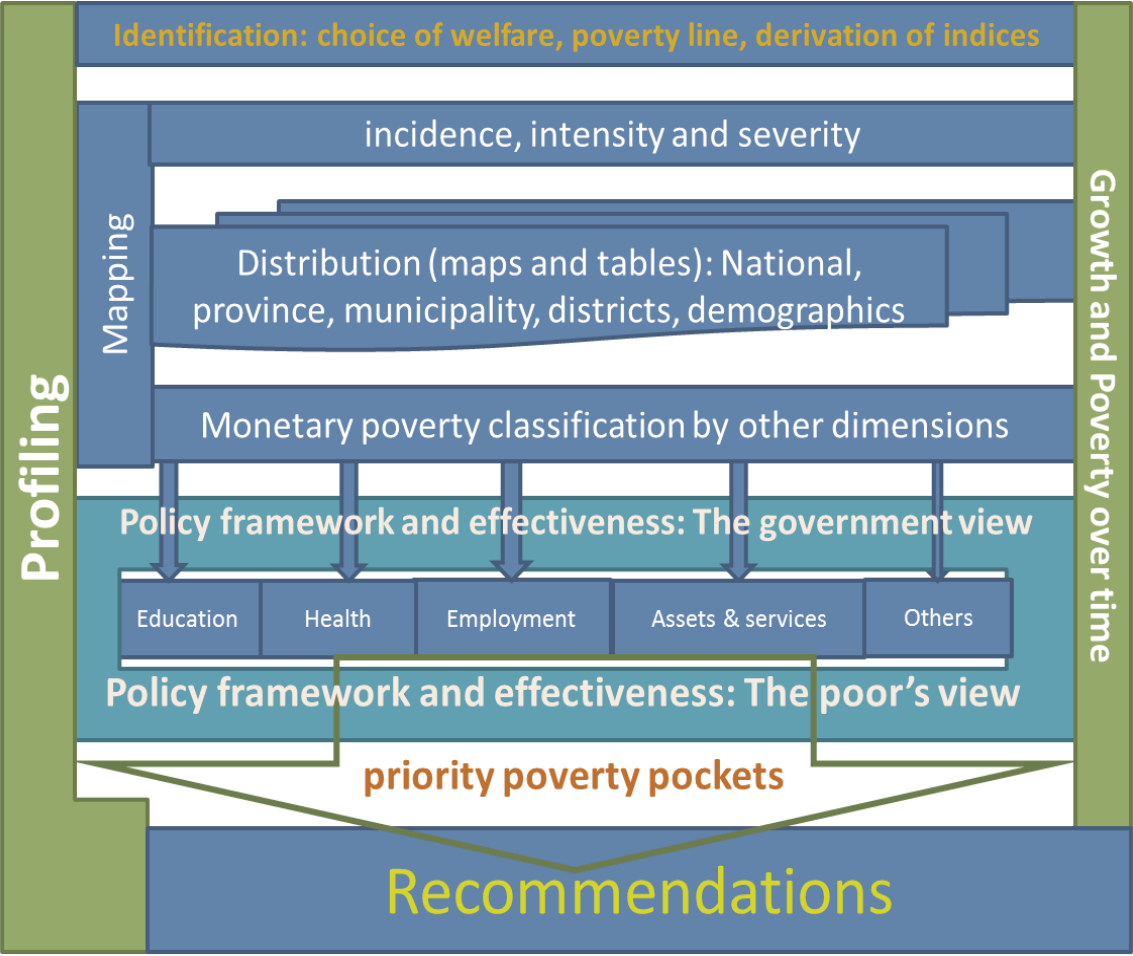 Identification: choice of welfare, poverty line, derivation of indices
incidence, intensity and severity
Mapping
Distribution (maps and tables): National,
province, municipality, districts, demographics
Monetary poverty classification by other dimensions
Profiling
Growth and Poverty over time
Policy framework and effectiveness: The government view
Education
Health
Employment
Assets & services
Others
Policy framework and effectiveness: The poor’s view
priority poverty pockets
Recommendations